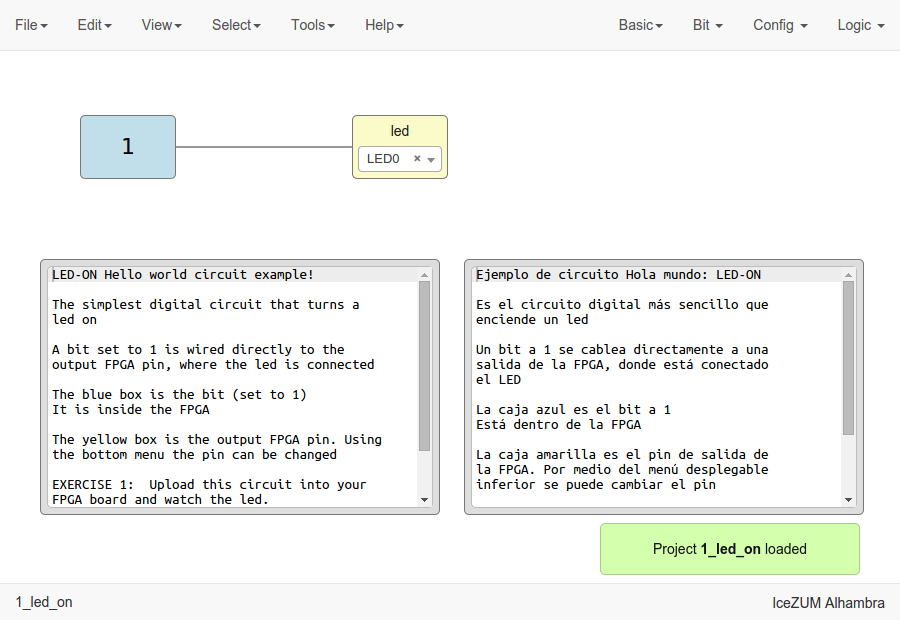 File Edit View Select Tools Help Basic Bit Config Logic
1
led
LED0 ×
LED-ON Hello world circuit example!
The simplest digital circuit that turns a
led on
A bit set to 1 is wired directly to the
output FPGA pin, where the led is connected
The blue box is the bit (set to 1)
It is inside the FPGA
The yellow box is the output FPGA pin. Using
the bottom menu the pin can be changed
EXERCISE 1:  Upload this circuit into your
FPGA board and watch the led.
Ejemplo de circuito Hola mundo: LED-ON
Es el circuito digital más sencillo que
enciende un led
Un bit a 1 se cablea directamente a una
salida de la FPGA, donde está conectado
el LED
La caja azul es el bit a 1
Está dentro de la FPGA
La caja amarilla es el pin de salida de
la FPGA. Por medio del menú desplegable
inferior se puede cambiar el pin
Project 1_led_on loaded
1_led_on
IceZUM Alhambra